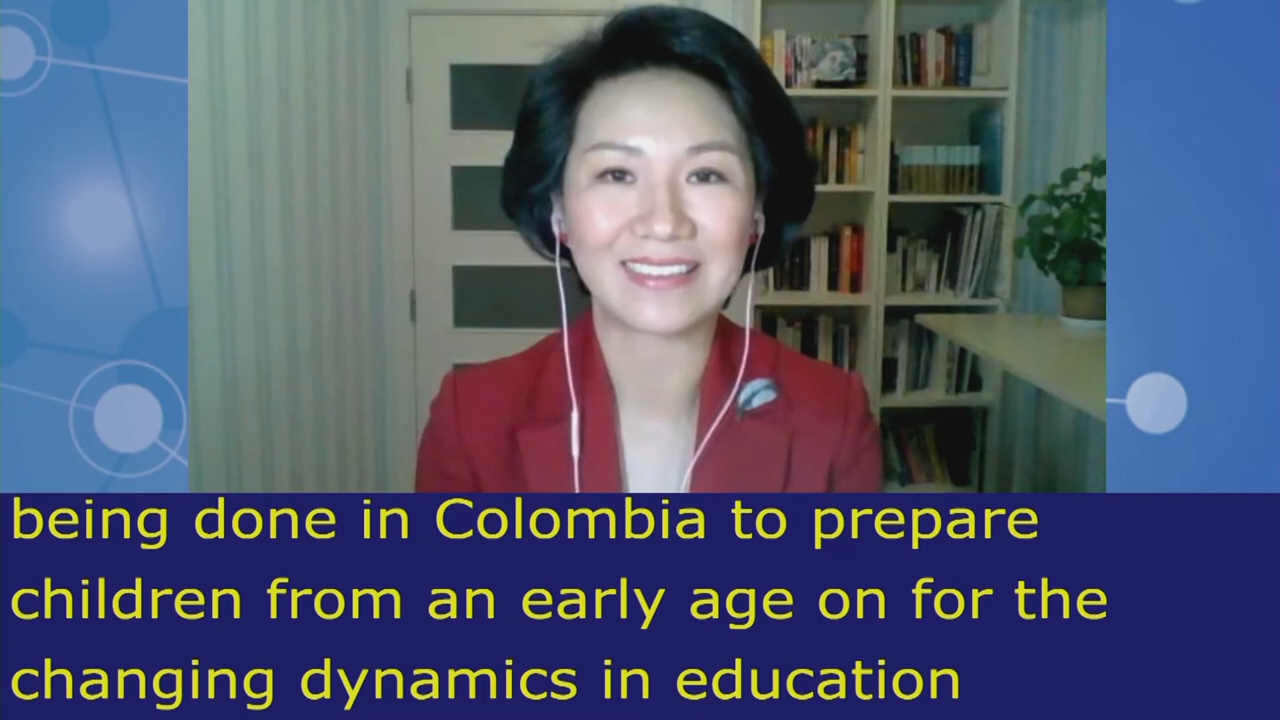 being done in Colombia to prepare
children from an early age on for the
changing dynamics in education